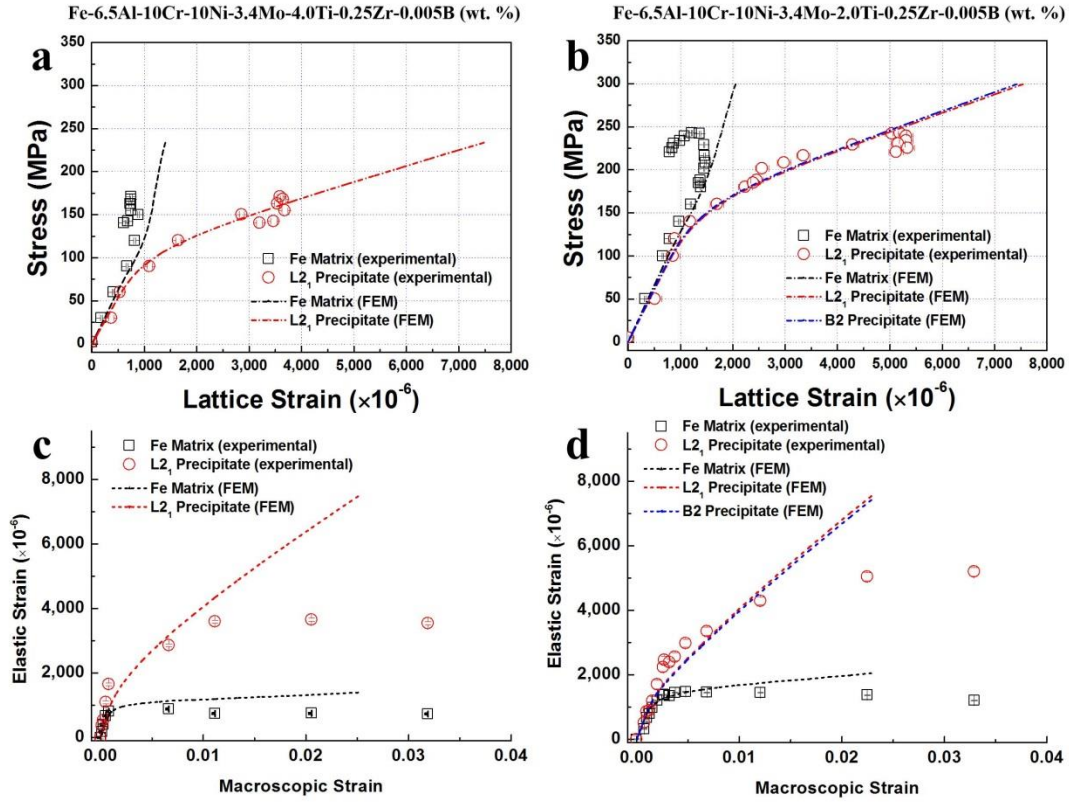 Fe-6.5Al-10Cr-10Ni-3.4Mo-4.0Ti-0.25Zr-0.005B (wt. %)
Fe-6.5Al-10Cr-10Ni-3.4Mo-2.0Ti-0.25Zr-0.005B (wt. %)
a
Stress (MPa)
350
300
250
200
150
100
50
0
Fe Matrix (experimental)
L2₁ Precipitate (experimental)
Fe Matrix (FEM)
L2₁ Precipitate (FEM)
0 1,000 2,000 3,000 4,000 5,000 6,000 7,000 8,000
Lattice Strain (×10⁻⁶)
b
Stress (MPa)
350
300
250
200
150
100
50
0
Fe Matrix (experimental)
L2₁ Precipitate (experimental)
Fe Matrix (FEM)
L2₁ Precipitate (FEM)
B2 Precipitate (FEM)
0 1,000 2,000 3,000 4,000 5,000 6,000 7,000 8,000
Lattice Strain (×10⁻⁶)
c
Fe Matrix (experimental)
L2₁ Precipitate (experimental)
Fe Matrix (FEM)
L2₁ Precipitate (FEM)
Elastic Strain (×10⁻⁶)
8,000
6,000
4,000
2,000
0
0.00 0.01 0.02 0.03 0.04
Macroscopic Strain
d
Fe Matrix (experimental)
L2₁ Precipitate (experimental)
Fe Matrix (FEM)
L2₁ Precipitate (FEM)
B2 Precipitate (FEM)
Elastic Strain (×10⁻⁶)
8,000
6,000
4,000
2,000
0
0.00 0.01 0.02 0.03 0.04
Macroscopic Strain